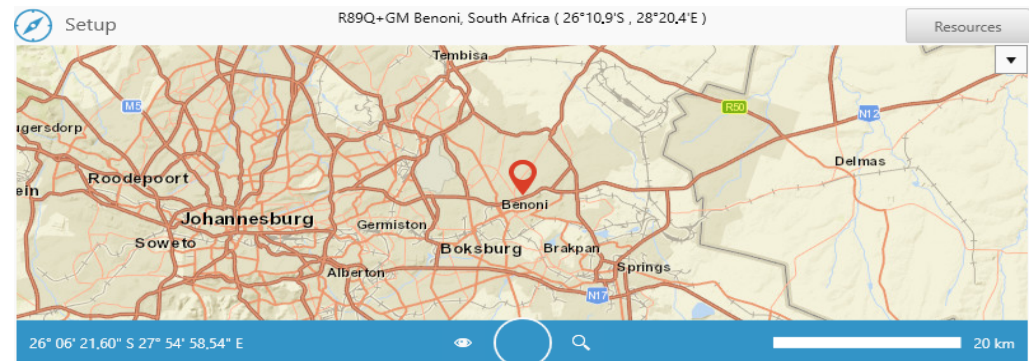 Setup
R89Q+GM Benoni, South Africa ( 26°10.9'S , 28°20.4'E )
Resources
Tembisa
M5
R50
N12
ugersdorp
Delmas
Roodepoort
ein
Benoni
Johannesburg
Germiston
Soweto
Boksburg
Brakpan
Alberton
Springs
N17
26° 06' 21,60" S 27° 54' 58,54" E
20 km